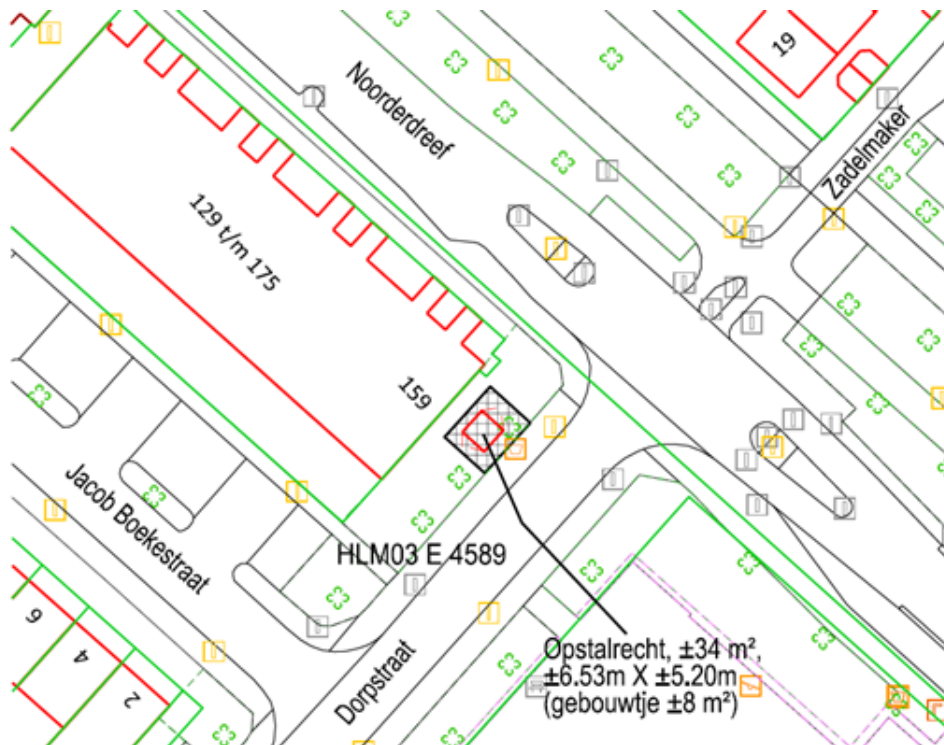 19
Noorderdreef
Zadelmaker
129 t/m 175
159
Jacob Boekestraat
HLM03 E 4589
6
4
2
Dorpstraat
Opstalrecht, ±34 m²,
±6.53m X ±5.20m
(gebouwtje ±8 m²)